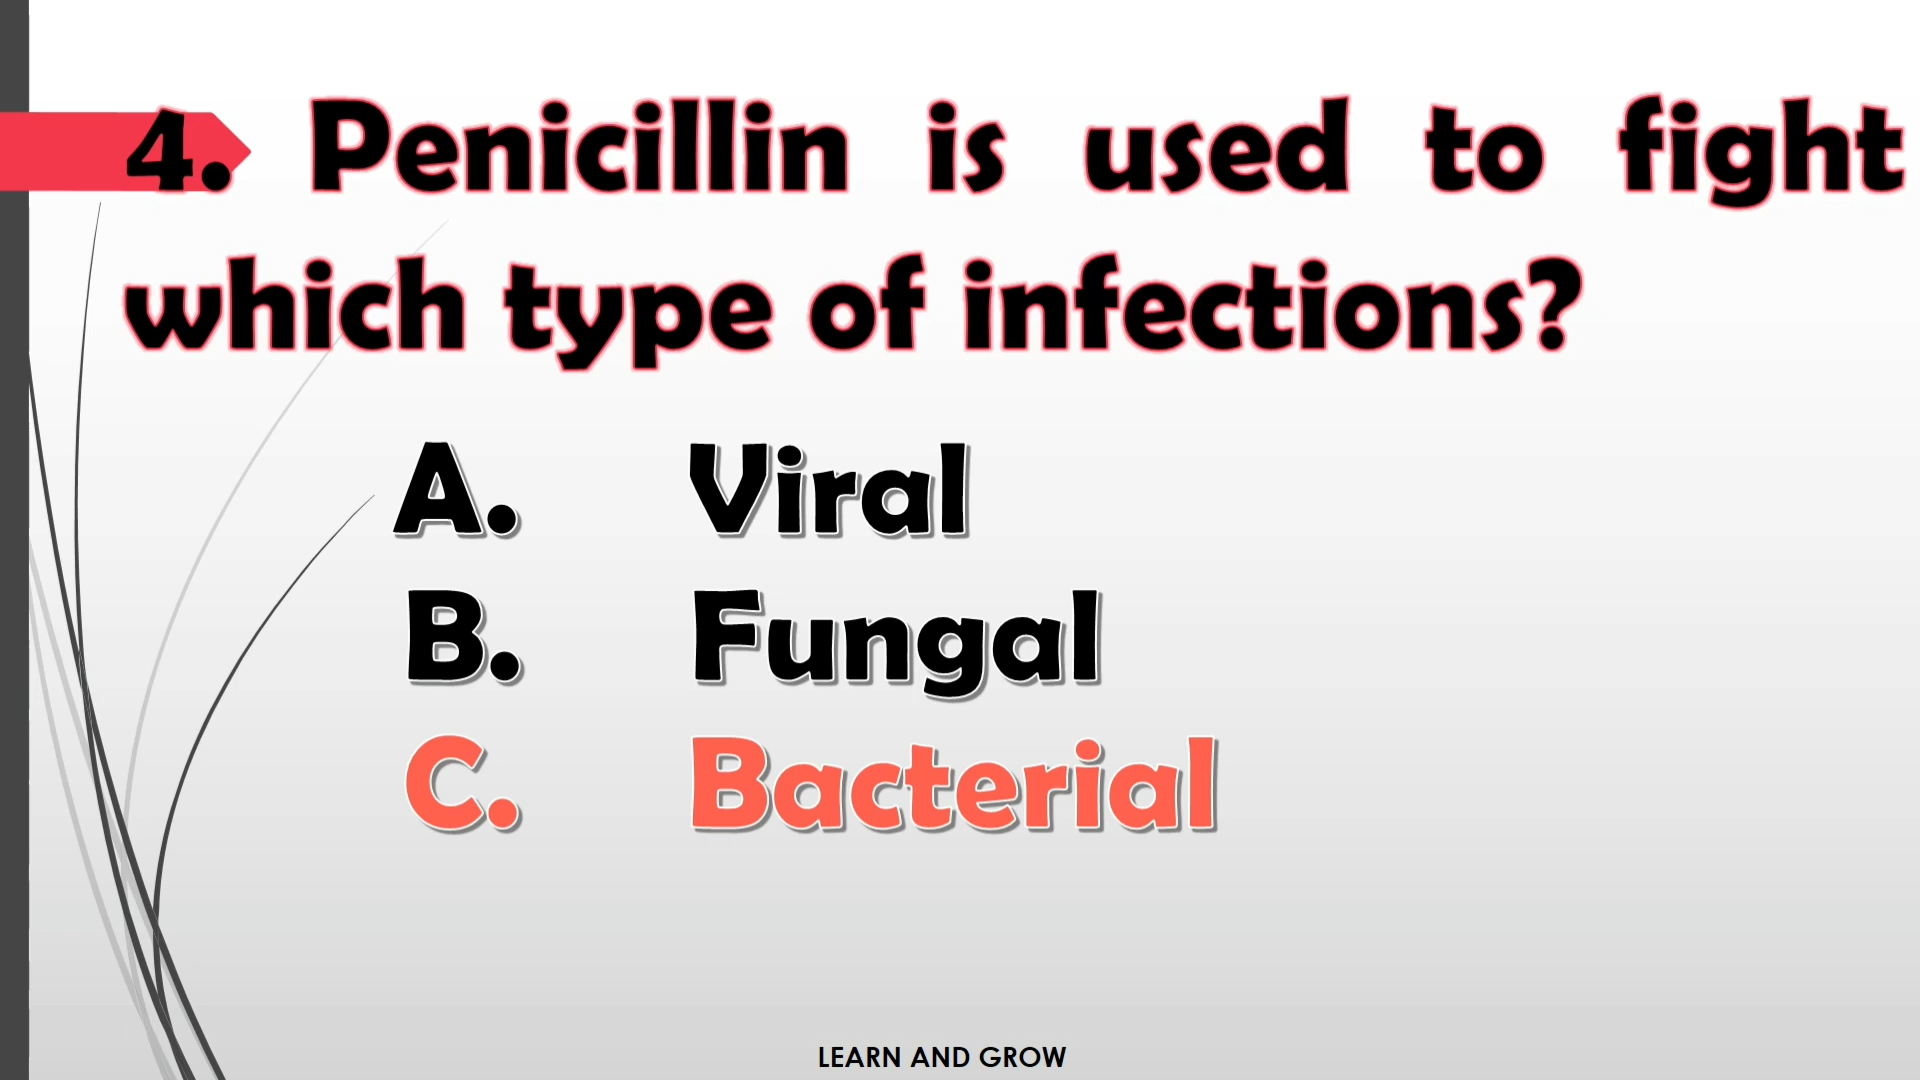 4. Penicillin is used to fight
which type of infections?
A. Viral
B. Fungal
C. Bacterial
LEARN AND GROW